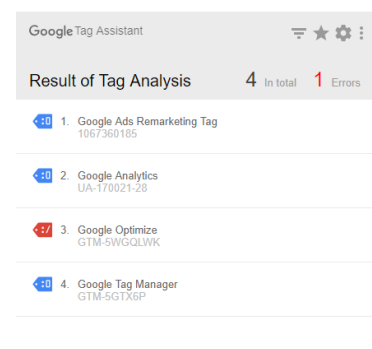 Google Tag Assistant
Result of Tag Analysis 4 In total 1 Errors
1. Google Ads Remarketing Tag
1067360185
2. Google Analytics
UA-170021-28
3. Google Optimize
GTM-5WGQLWK
4. Google Tag Manager
GTM-5GTX6P